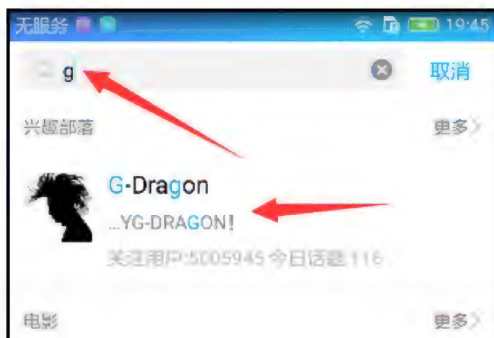 无服务 19:45
g 取消
兴趣部落 更多
G-Dragon
...YG-DRAGON!
关注用户:5005945 今日话题:116
电影 更多